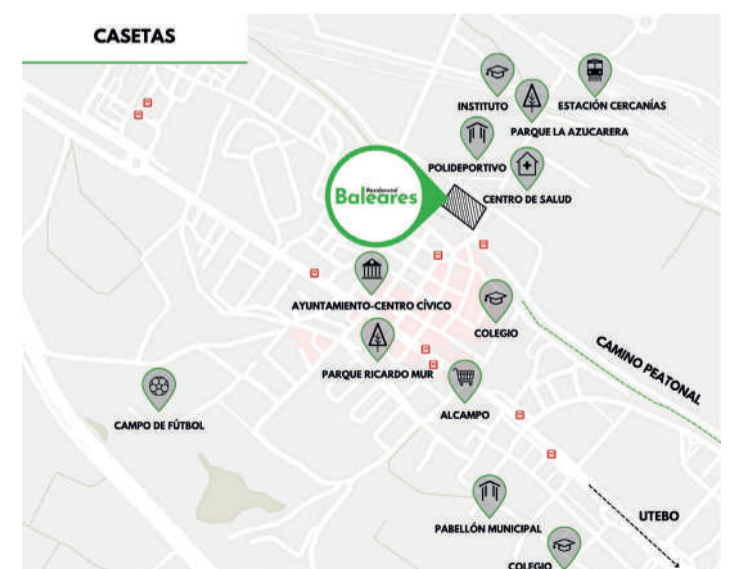 CASETAS
INSTITUTO
ESTACIÓN CERCANÍAS
PARQUE LA AZUCARERA
POLIDEPORTIVO
CENTRO DE SALUD
Residencial
Baleares
AYUNTAMIENTO-CENTRO CÍVICO
COLEGIO
PARQUE RICARDO MUR
CAMINO PEATONAL
ALCAMPO
CAMPO DE FÚTBOL
UTEBO
PABELLÓN MUNICIPAL
COLEGIO